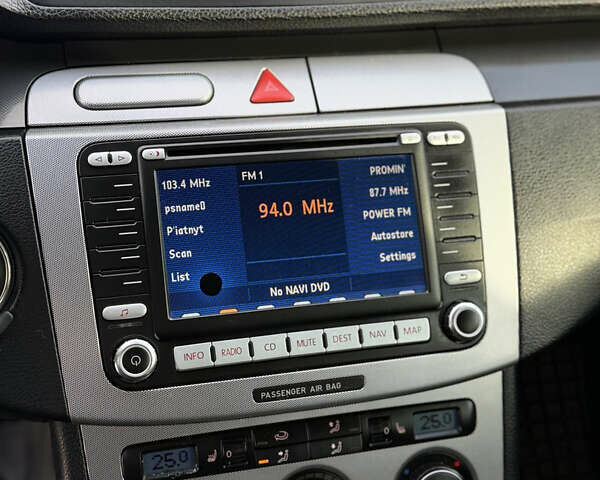 103.4 MHz
psname0
P'iatnyt
Scan
List
FM 1
94.0 MHz
No NAVI DVD
PROMIN'
87.7 MHz
POWER FM
Autostore
Settings
INFO RADIO CD MUTE DEST NAV MAP
PASSENGER AIR BAG
25.0 25.0